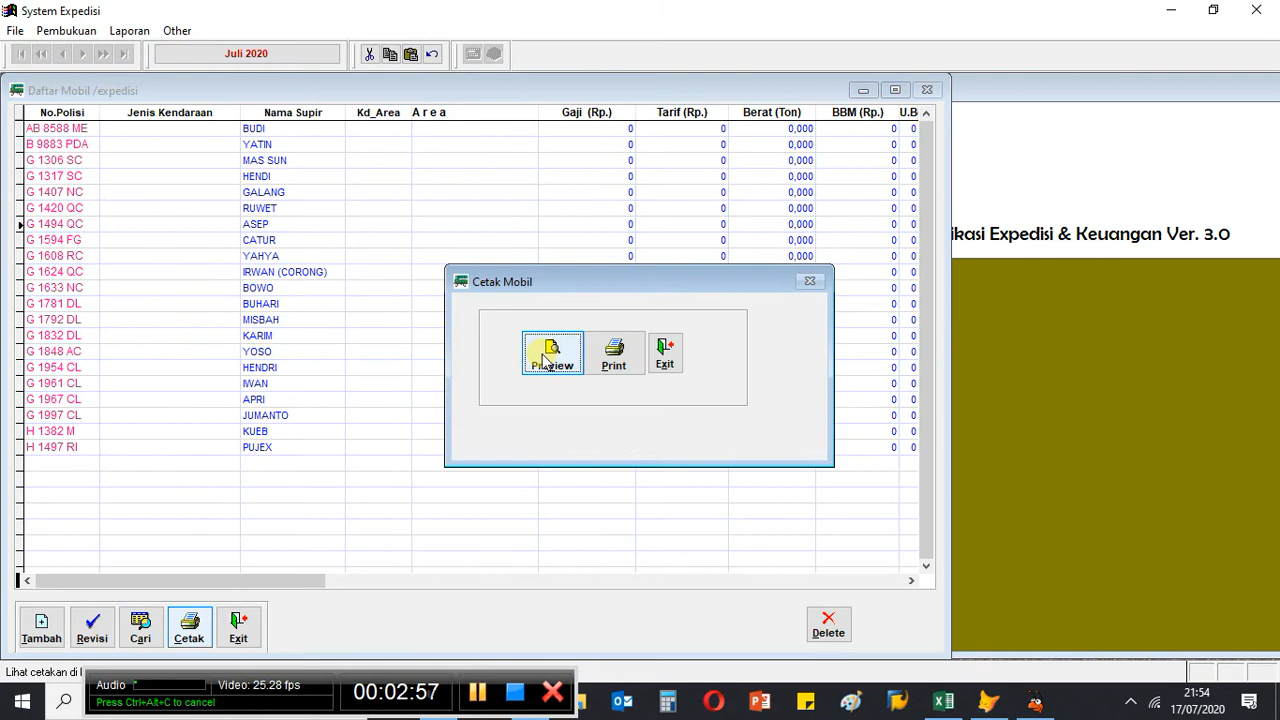 System Expedisi
File Pembukuan Laporan Other
Juli 2020
Daftar Mobil /expedisi
No.Polisi Jenis Kendaraan Nama Supir Kd_Area A r e a Gaji (Rp.) Tarif (Rp.) Berat (Ton) BBM (Rp.) U.B
AB 8588 ME BUDI 0 0 0,000 0 0
B 9883 PDA YATIN 0 0 0,000 0 0
G 1306 SC MAS SUN 0 0 0,000 0 0
G 1317 SC HENDI 0 0 0,000 0 0
G 1407 NC GALANG 0 0 0,000 0 0
G 1420 QC RUWET 0 0 0,000 0 0
G 1494 QC ASEP 0 0 0,000 0 0
G 1594 FG CATUR 0 0 0,000 0 0
G 1608 RC YAHYA 0 0 0,000 0 0
G 1624 QC IRWAN (CORONG) 0 0
G 1633 NC BOWO 0 0
G 1781 DL BUHARI 0 0
G 1792 DL MISBAH 0 0
G 1832 DL KARIM 0 0
G 1848 AC YOSO 0 0
G 1954 CL HENDRI 0 0
G 1961 CL IWAN 0 0
G 1967 CL APRI 0 0
G 1997 CL JUMANTO 0 0
H 1382 M KUEB 0 0
H 1497 RI PUJEX 0 0
Cetak Mobil
Preview Print Exit
ikasi Expedisi & Keuangan Ver. 3.0
Tambah Revisi Cari Cetak Exit Delete
Lihat cetakan di l
Audio Video: 25.28 fps
Press Ctrl+Alt+C to cancel
00:02:57
21:54
17/07/2020